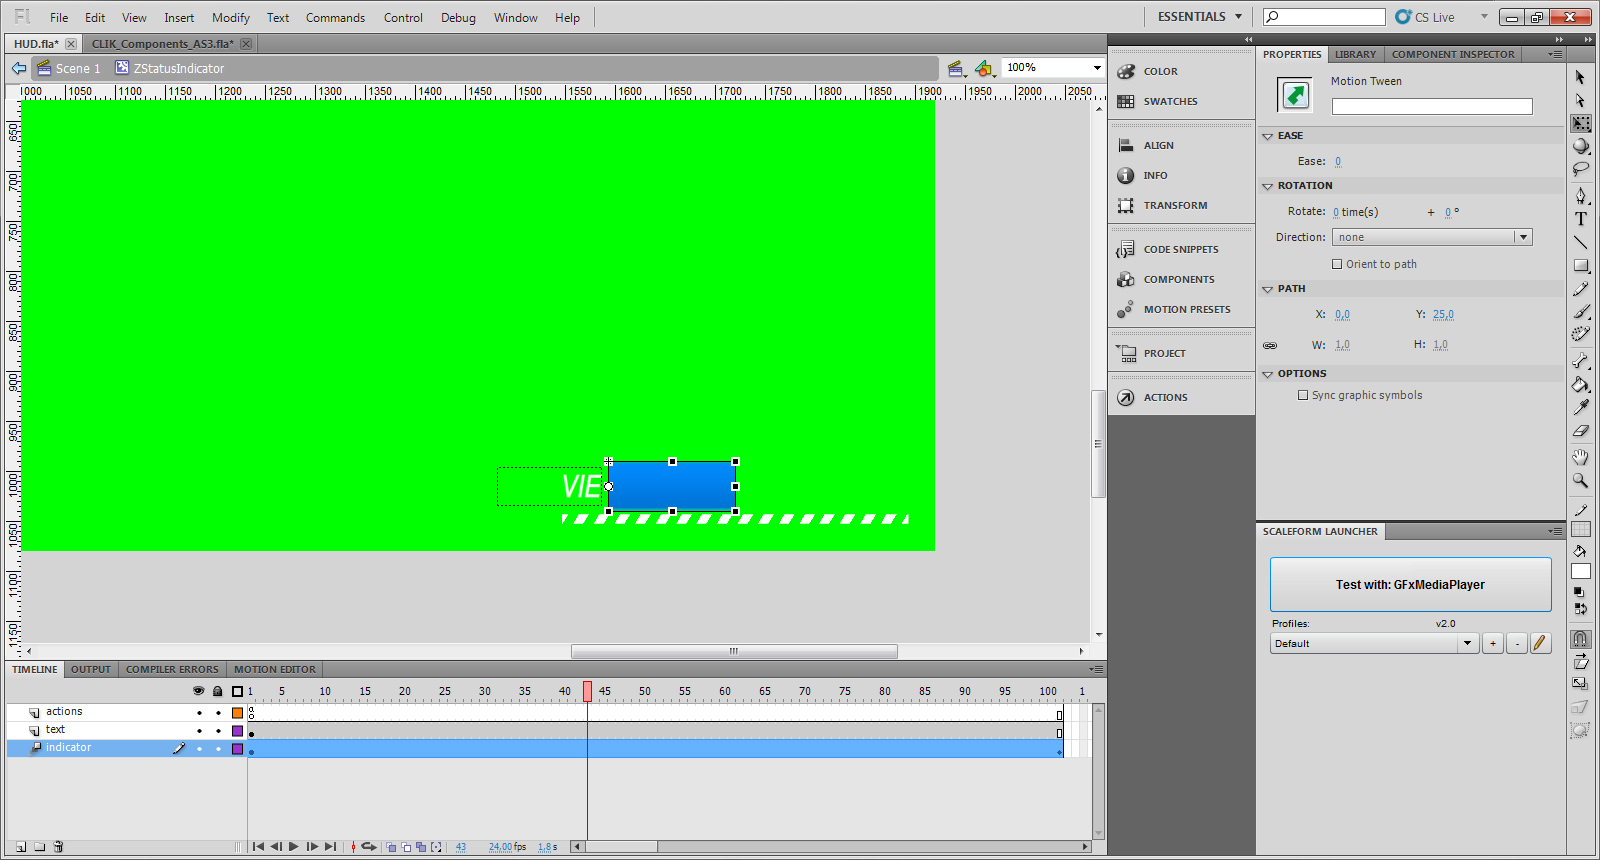 Fl File Edit View Insert Modify Text Commands Control Debug Window Help ESSENTIALS CS Live
HUD.fla* CLIK_Components_AS3.fla*
Scene 1 ZStatusIndicator 100%
1000 1050 1100 1150 1200 1250 1300 1350 1400 1450 1500 1550 1600 1650 1700 1750 1800 1850 1900 1950 2000 2050
650
700
750
800
850
900
950
1000
1050
1100
1150
VIE
COLOR
SWATCHES
ALIGN
INFO
TRANSFORM
CODE SNIPPETS
COMPONENTS
MOTION PRESETS
PROJECT
ACTIONS
PROPERTIES LIBRARY COMPONENT INSPECTOR
Motion Tween
EASE
Ease: 0
ROTATION
Rotate: 0 time(s) + 0 °
Direction: none
Orient to path
PATH
X: 0,0 Y: 25,0
W: 1,0 H: 1,0
OPTIONS
Sync graphic symbols
SCALEFORM LAUNCHER
Test with: GFxMediaPlayer
Profiles: v2.0
Default + -
TIMELINE OUTPUT COMPILER ERRORS MOTION EDITOR
1 5 10 15 20 25 30 35 40 45 50 55 60 65 70 75 80 85 90 95 100 1
actions
text
indicator
43 24.00 fps 1.8 s